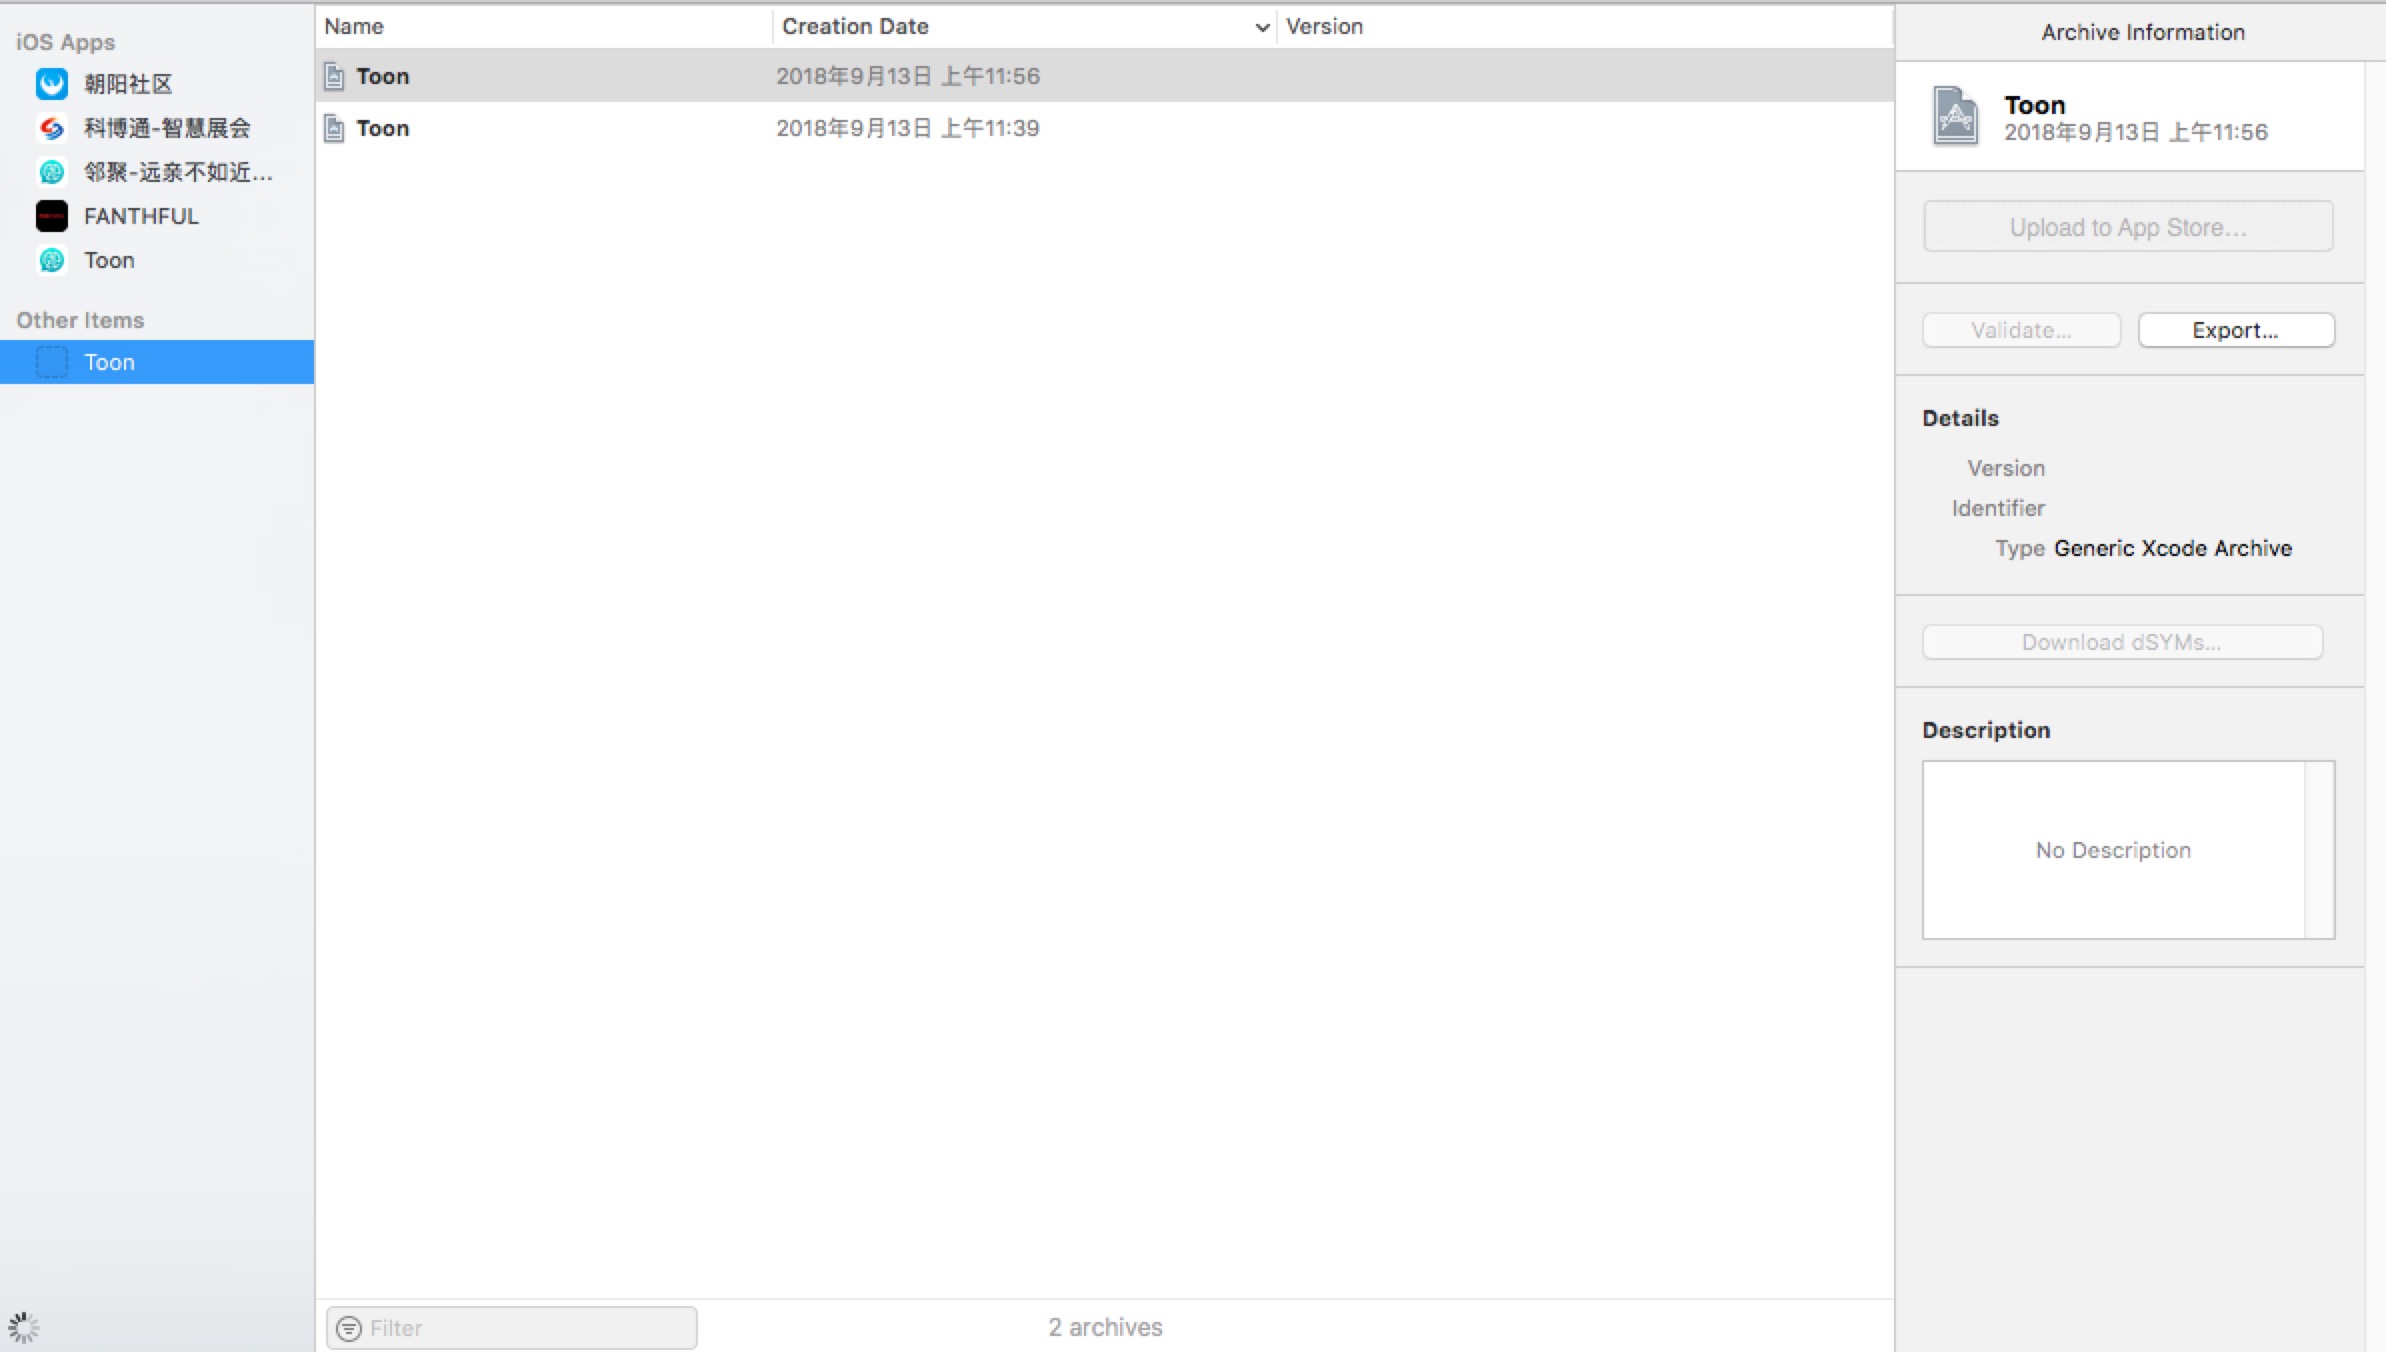 iOS Apps
朝阳社区
科博通-智慧展会
邻聚-远亲不如近...
FANTHFUL
Toon
Other Items
Toon
Name
Creation Date
Version
Toon
2018年9月13日 上午11:56
Toon
2018年9月13日 上午11:39
Filter
2 archives
Archive Information
Toon
2018年9月13日 上午11:56
Upload to App Store...
Validate...
Export...
Details
Version
Identifier
Type Generic Xcode Archive
Download dSYMs...
Description
No Description